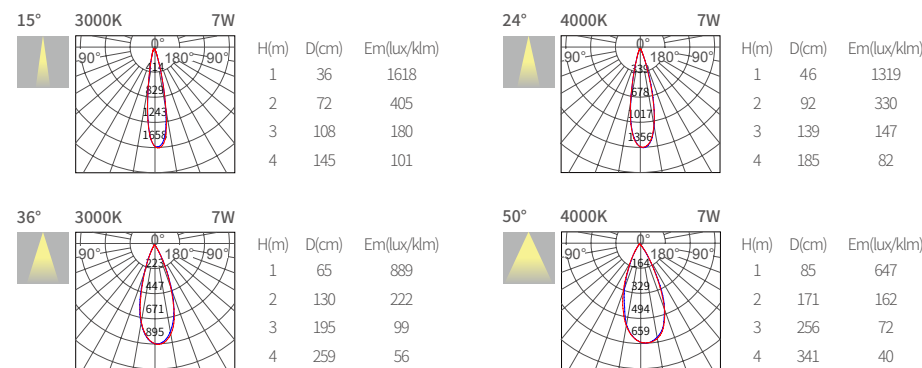 15° 3000K 7W
0°
90° 180° 90°
414
829
1243
1658
H(m) D(cm) Em(lux/klm)
1 36 1618
2 72 405
3 108 180
4 145 101
24° 4000K 7W
0°
90° 180° 90°
339
678
1017
1356
H(m) D(cm) Em(lux/klm)
1 46 1319
2 92 330
3 139 147
4 185 82
36° 3000K 7W
0°
90° 180° 90°
223
447
671
895
H(m) D(cm) Em(lux/klm)
1 65 889
2 130 222
3 195 99
4 259 56
50° 4000K 7W
0°
90° 180° 90°
164
329
494
659
H(m) D(cm) Em(lux/klm)
1 85 647
2 171 162
3 256 72
4 341 40